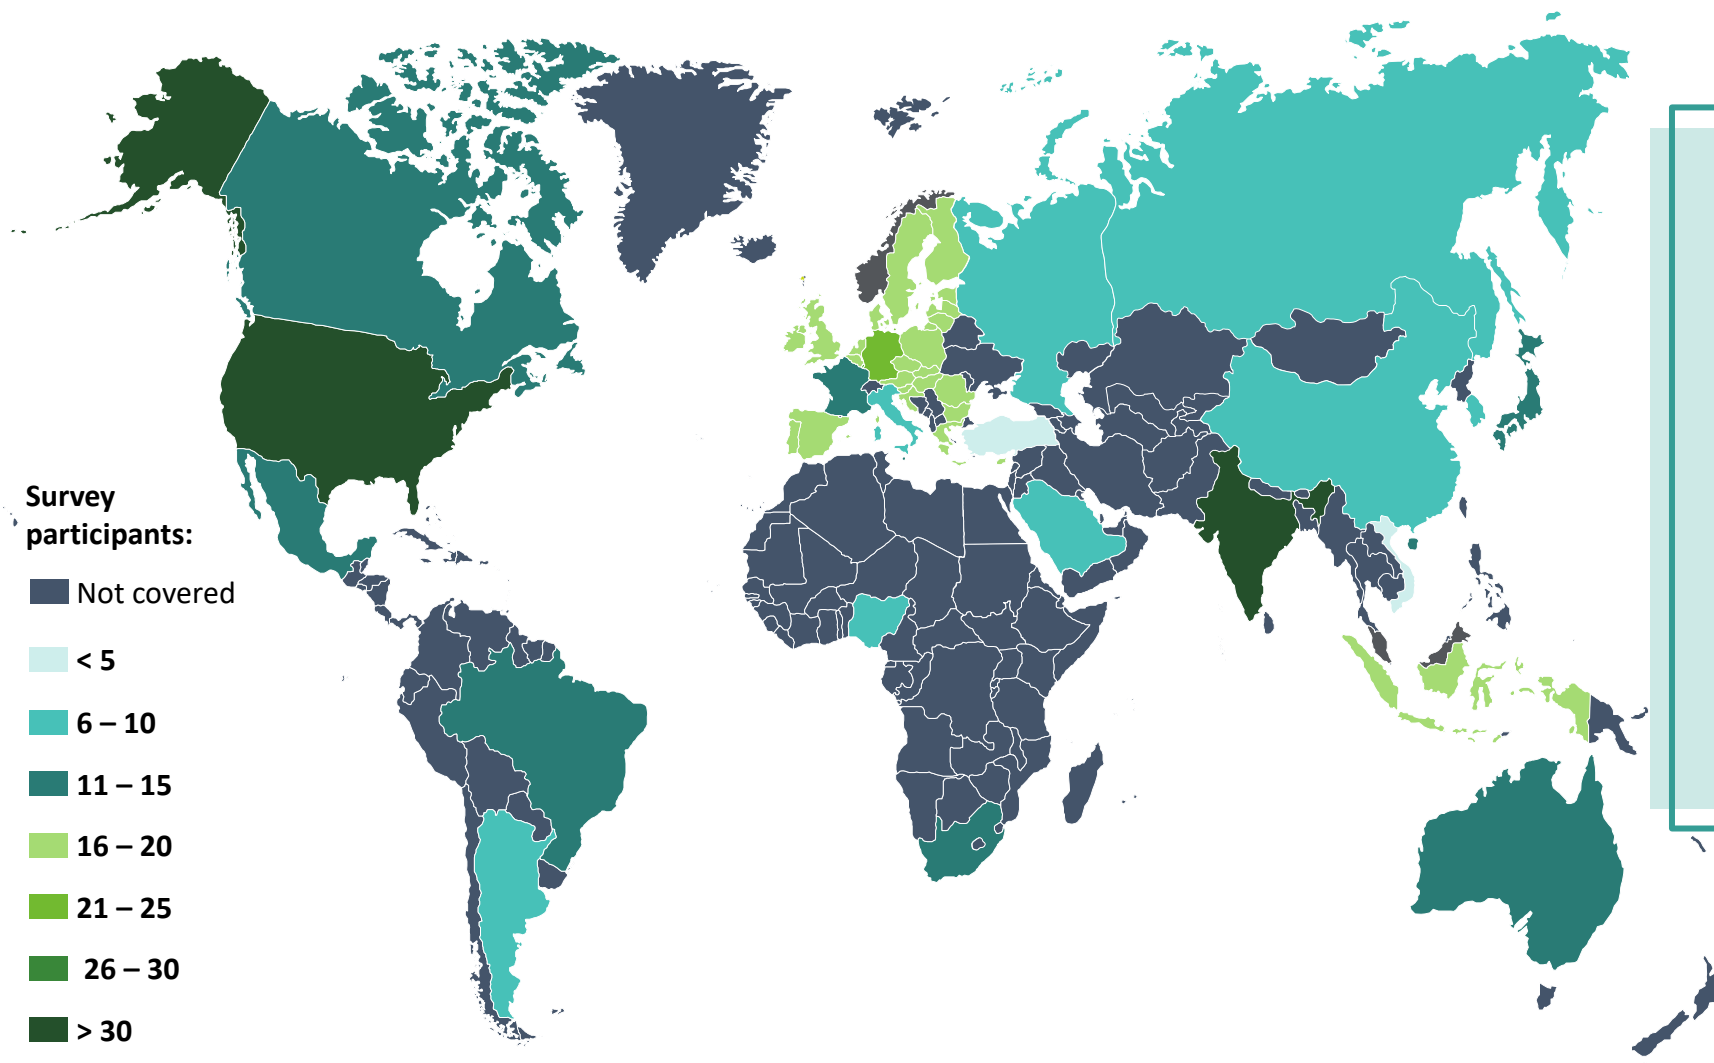 Survey
participants:
Not covered
< 5
6 – 10
11 – 15
16 – 20
21 – 25
26 – 30
> 30